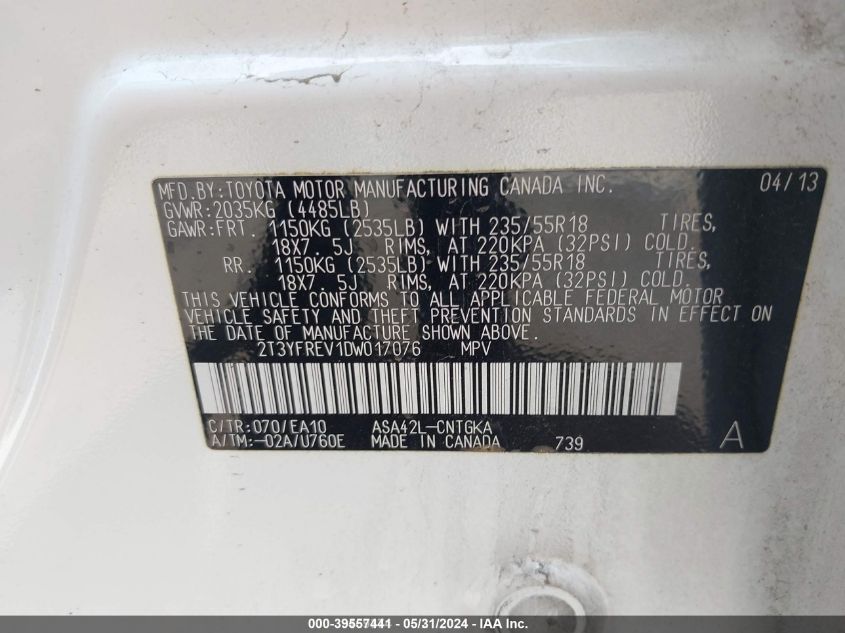 MFD.BY:TOYOTA MOTOR MANUFACTURING CANADA INC. 04/13
GVWR:2035KG (4485LB)
GAWR:FRT. 1150KG (2535LB) WITH 235/55R18 TIRES,
18X7. 5J RIMS, AT 220KPA (32PSI) COLD.
RR. 1150KG (2535LB) WITH 235/55R18 TIRES,
18X7. 5J RIMS, AT 220KPA (32PSI) COLD.
THIS VEHICLE CONFORMS TO ALL APPLICABLE FEDERAL MOTOR
VEHICLE SAFETY AND THEFT PREVENTION STANDARDS IN EFFECT ON
THE DATE OF MANUFACTURE SHOWN ABOVE.
2T3YFREV1DW017076 MPV
C/TR:070/EA10 ASA42L-CNTGKA
A/TM:-02A/U760E MADE IN CANADA 739 A
000-39557441 - 05/31/2024 - IAA Inc.